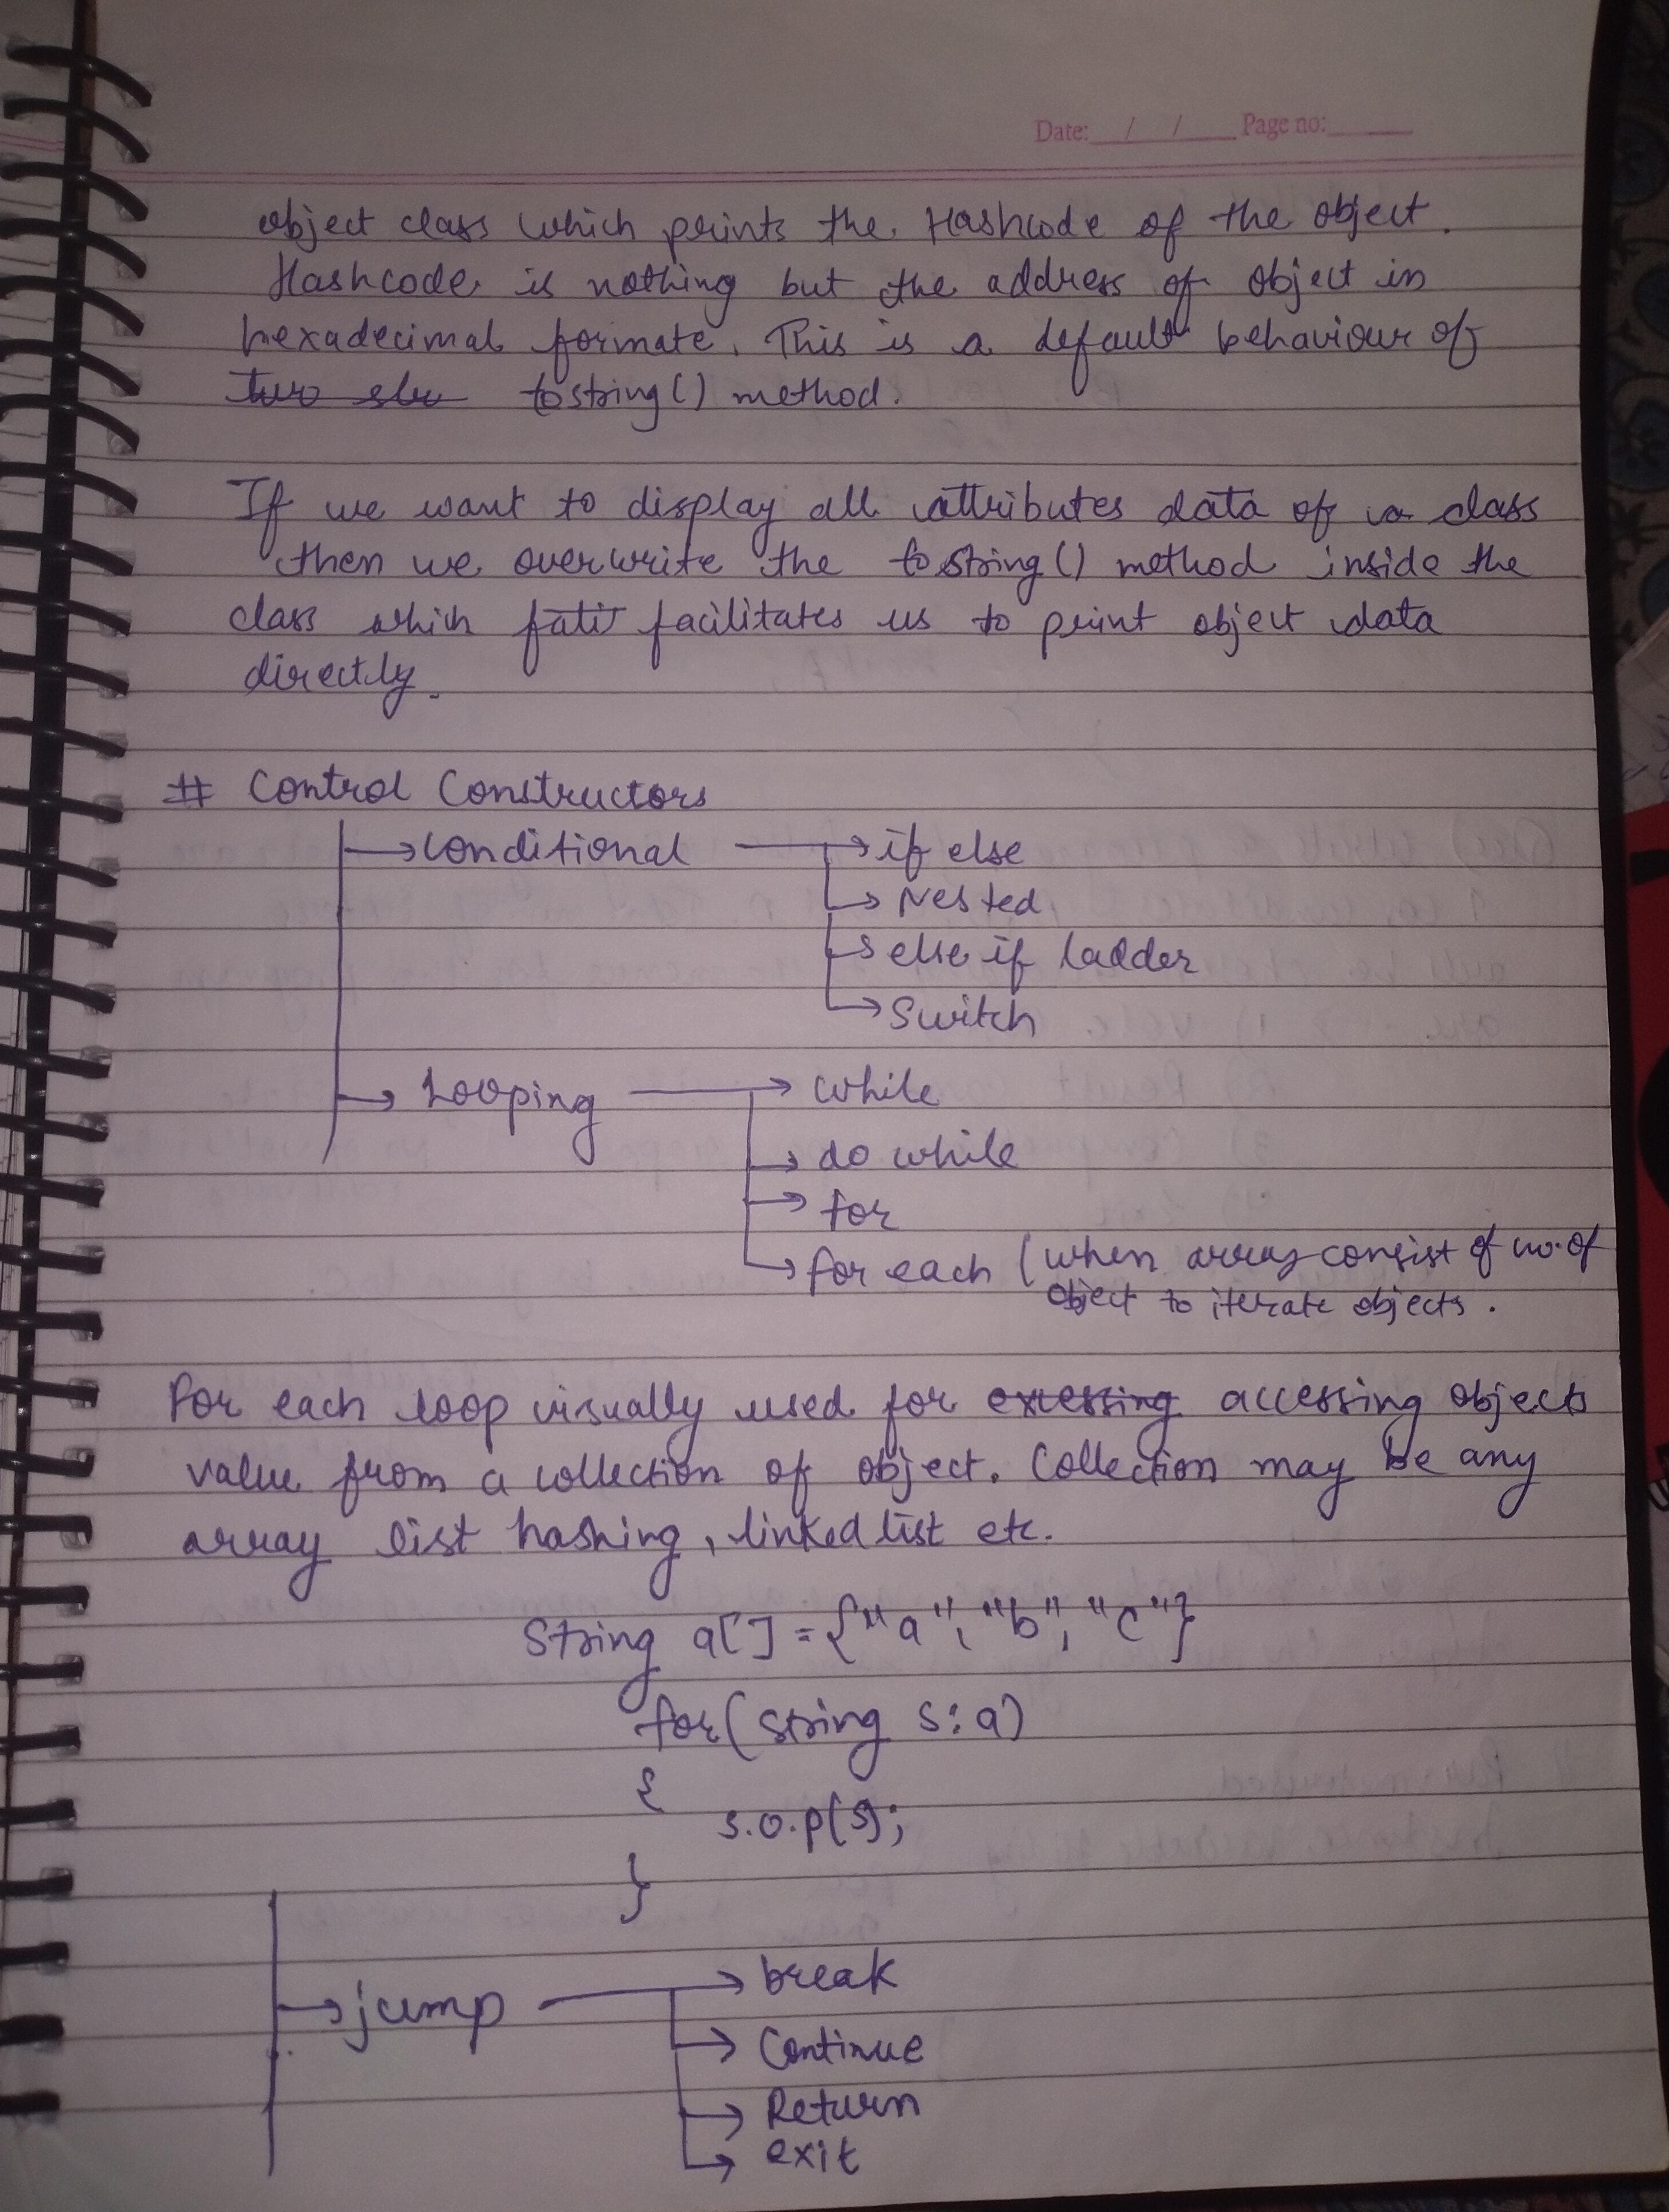 Date: / / Page no:
object class which prints the Hashcode of the object.
Hashcode is nothing but the address of object in
hexadecimal formate. This is a default behaviour of
tostring() method.
If we want to display all attributes data of a class
then we overwrite the tostring() method inside the
class which facilitates us to print object data
directly.
# Control Constructors
→ Conditional → if else
→ Nested
→ else if ladder
→ Switch
→ Looping → while
→ do while
→ for
→ for each (when array consist of no. of
object to iterate objects.
For each loop visually used for accessing objects
value from a collection of object. Collection may be any
array list hashing, linked list etc.
String a[] = {"a", "b", "c"}
for(string s:a)
{
s.o.p(s);
}
→ jump → break
→ Continue
→ Return
→ exit